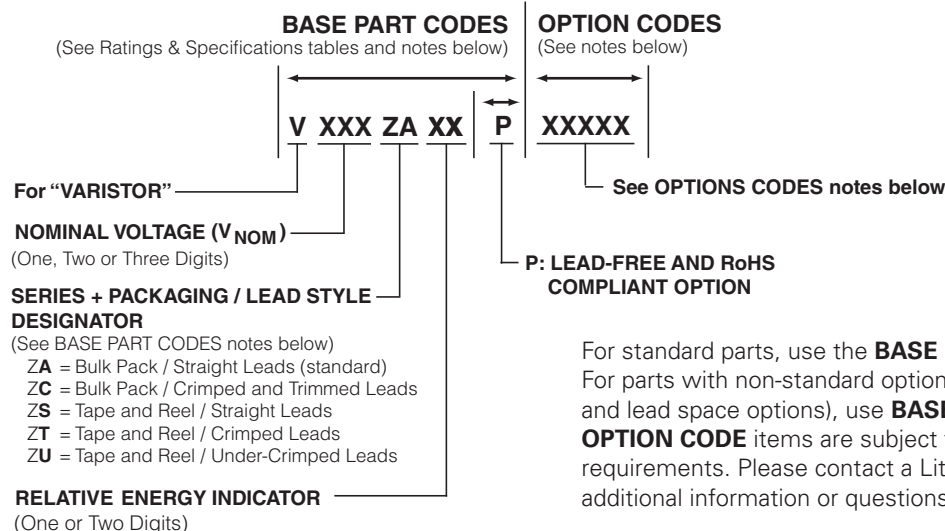 BASE PART CODES
(See Ratings & Specifications tables and notes below)
OPTION CODES
(See notes below)
V XXX ZA XX P XXXXX
For “VARISTOR”
See OPTIONS CODES notes below
NOMINAL VOLTAGE (VNOM)
(One, Two or Three Digits)
P: LEAD-FREE AND RoHS
COMPLIANT OPTION
SERIES + PACKAGING / LEAD STYLE
DESIGNATOR
(See BASE PART CODES notes below)
ZA = Bulk Pack / Straight Leads (standard)
ZC = Bulk Pack / Crimped and Trimmed Leads
ZS = Tape and Reel / Straight Leads
ZT = Tape and Reel / Crimped Leads
ZU = Tape and Reel / Under-Crimped Leads
RELATIVE ENERGY INDICATOR
(One or Two Digits)
For standard parts, use the BASE
For parts with non-standard option
and lead space options), use BASE
OPTION CODE items are subject
requirements. Please contact a Lit
additional information or questions